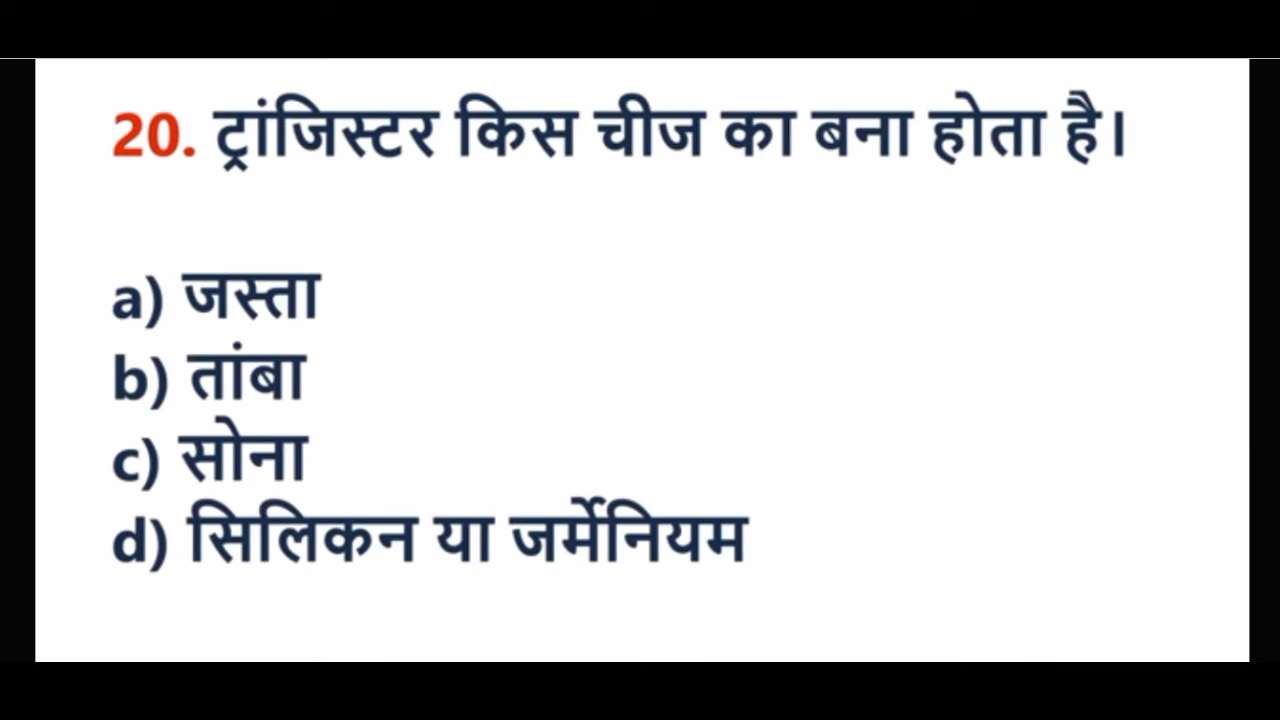 20. ट्रांजिस्टर किस चीज का बना होता है।
a) जस्ता
b) तांबा
c) सोना
d) सिलिकन या जर्मेनियम